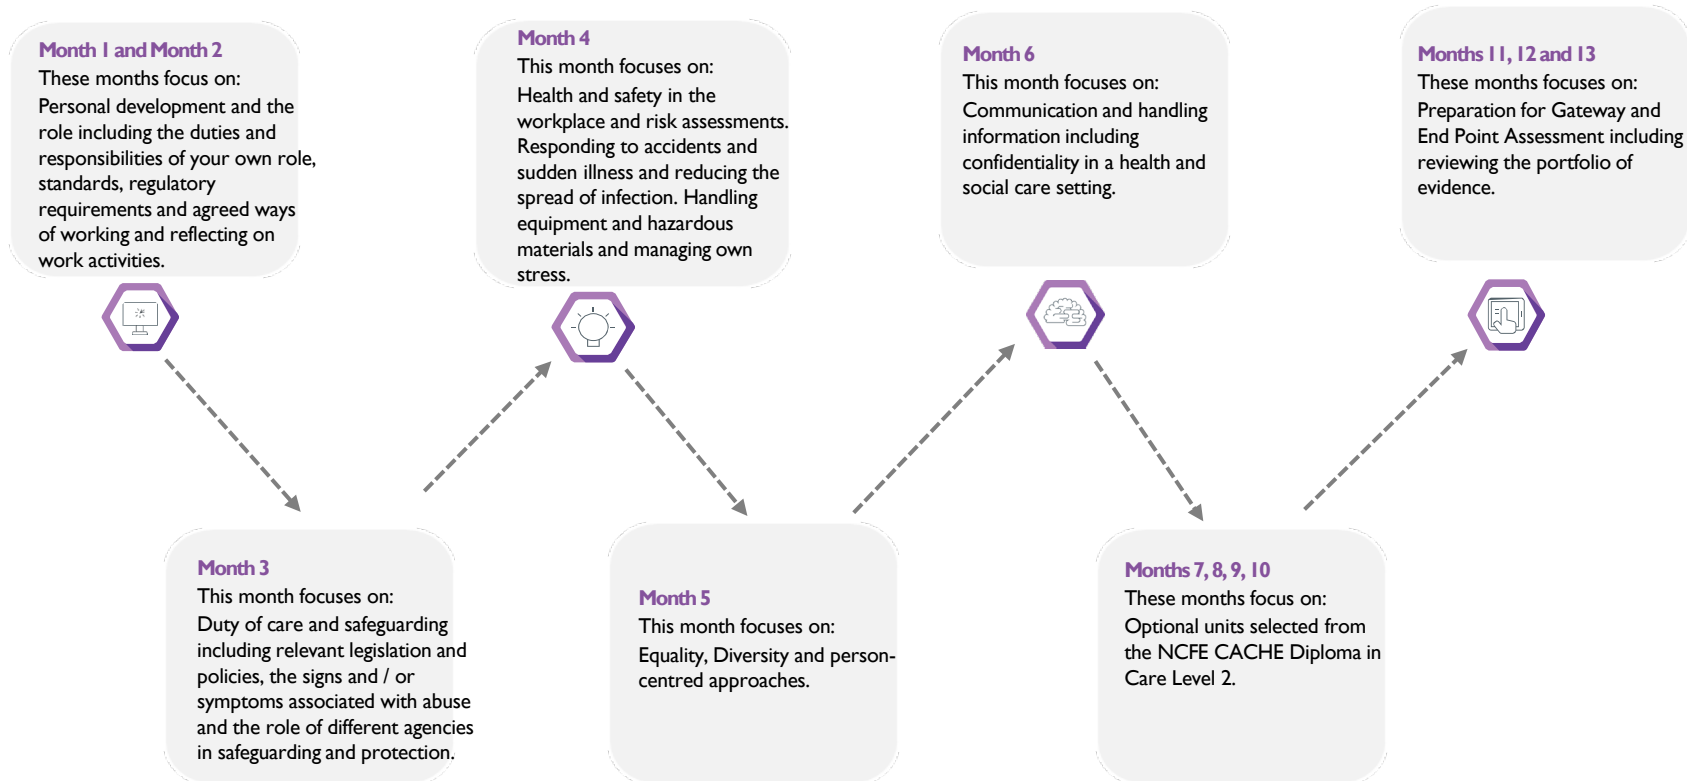 Month 1 and Month 2
These months focus on:
Personal development and the
role including the duties and
responsibilities of your own role,
standards, regulatory
requirements and agreed ways
of working and reflecting on
work activities.
Month 3
This month focuses on:
Duty of care and safeguarding
including relevant legislation and
policies, the signs and / or
symptoms associated with abuse
and the role of different agencies
in safeguarding and protection.
Month 4
This month focuses on:
Health and safety in the
workplace and risk assessments.
Responding to accidents and
sudden illness and reducing the
spread of infection. Handling
equipment and hazardous
materials and managing own
stress.
Month 5
This month focuses on:
Equality, Diversity and person-
centred approaches.
Month 6
This month focuses on:
Communication and handling
information including
confidentiality in a health and
social care setting.
Months 7, 8, 9, 10
These months focus on:
Optional units selected from
the NCFE CACHE Diploma in
Care Level 2.
Months 11, 12 and 13
These months focuses on:
Preparation for Gateway and
End Point Assessment including
reviewing the portfolio of
evidence.